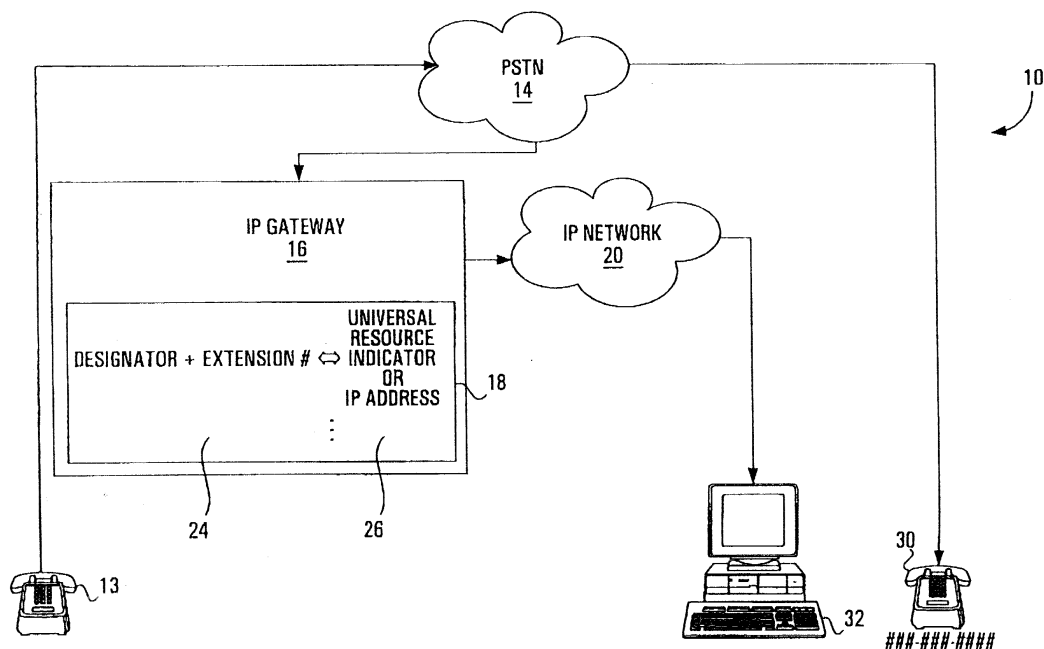 PSTN
14
10
IP GATEWAY
16
IP NETWORK
20
DESIGNATOR + EXTENSION # ⇔ UNIVERSAL
RESOURCE
INDICATOR
OR
IP ADDRESS
18
24
26
13
32
30
###-###-####